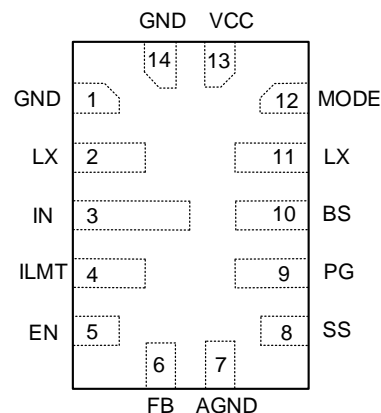 GND VCC
14 13
GND 1 12 MODE
LX 2 11 LX
IN 3 10 BS
ILMT 4 9 PG
EN 5 8 SS
6 7
FB AGND